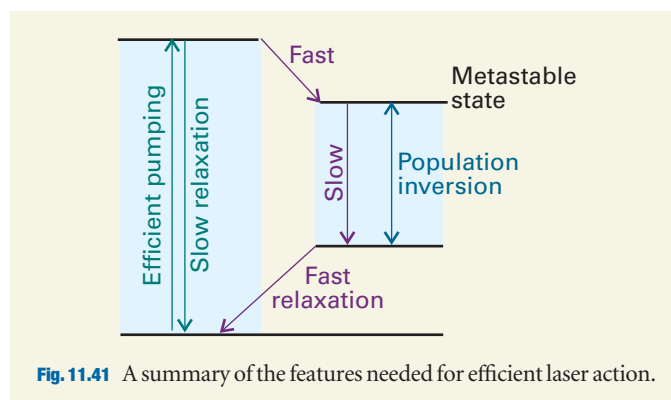 Fast
Metastable
state
Efficient pumping
Slow relaxation
Slow
Population
inversion
Fast
relaxation
Fig. 11.41 A summary of the features needed for efficient laser action.